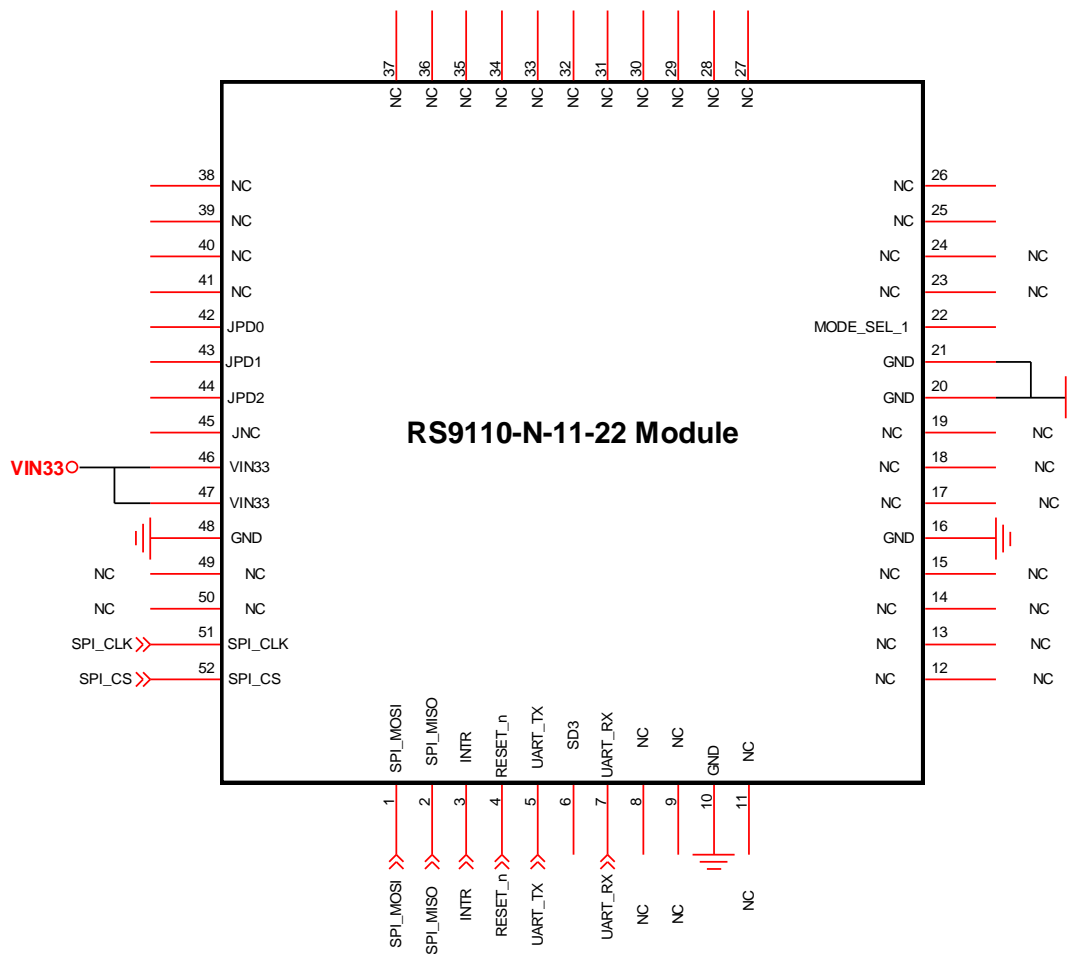 37 36 35 34 33 32 31 30 29 28 27
NC NC NC NC NC NC NC NC NC NC NC
38 NC NC 26
39 NC NC 25
40 NC NC 24 NC
41 NC NC 23 NC
42 JPD0 MODE_SEL_1 22
43 JPD1 GND 21
44 JPD2 GND 20
45 JNC NC 19 NC
RS9110-N-11-22 Module
VIN33 46 VIN33 NC 18 NC
47 VIN33 NC 17 NC
48 GND GND 16
NC 49 NC NC 15 NC
NC 50 NC NC 14 NC
SPI_CLK 51 SPI_CLK NC 13 NC
SPI_CS 52 SPI_CS NC 12 NC
SPI_MOSI SPI_MISO INTR RESET_n UART_TX SD3 UART_RX NC NC GND NC
1 2 3 4 5 6 7 8 9 10 11
SPI_MOSI SPI_MISO INTR RESET_n UART_TX UART_RX NC NC NC